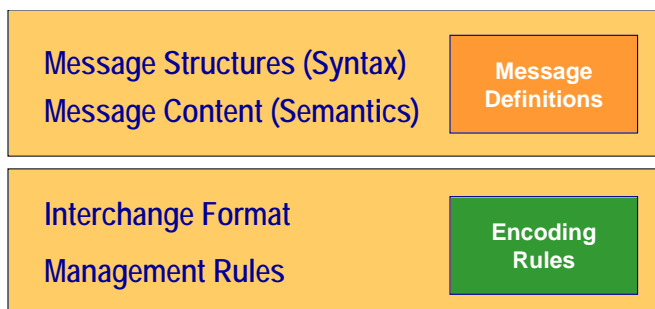 Message Structures (Syntax)
Message Content (Semantics)
Message
Definitions
Interchange Format
Management Rules
Encoding
Rules